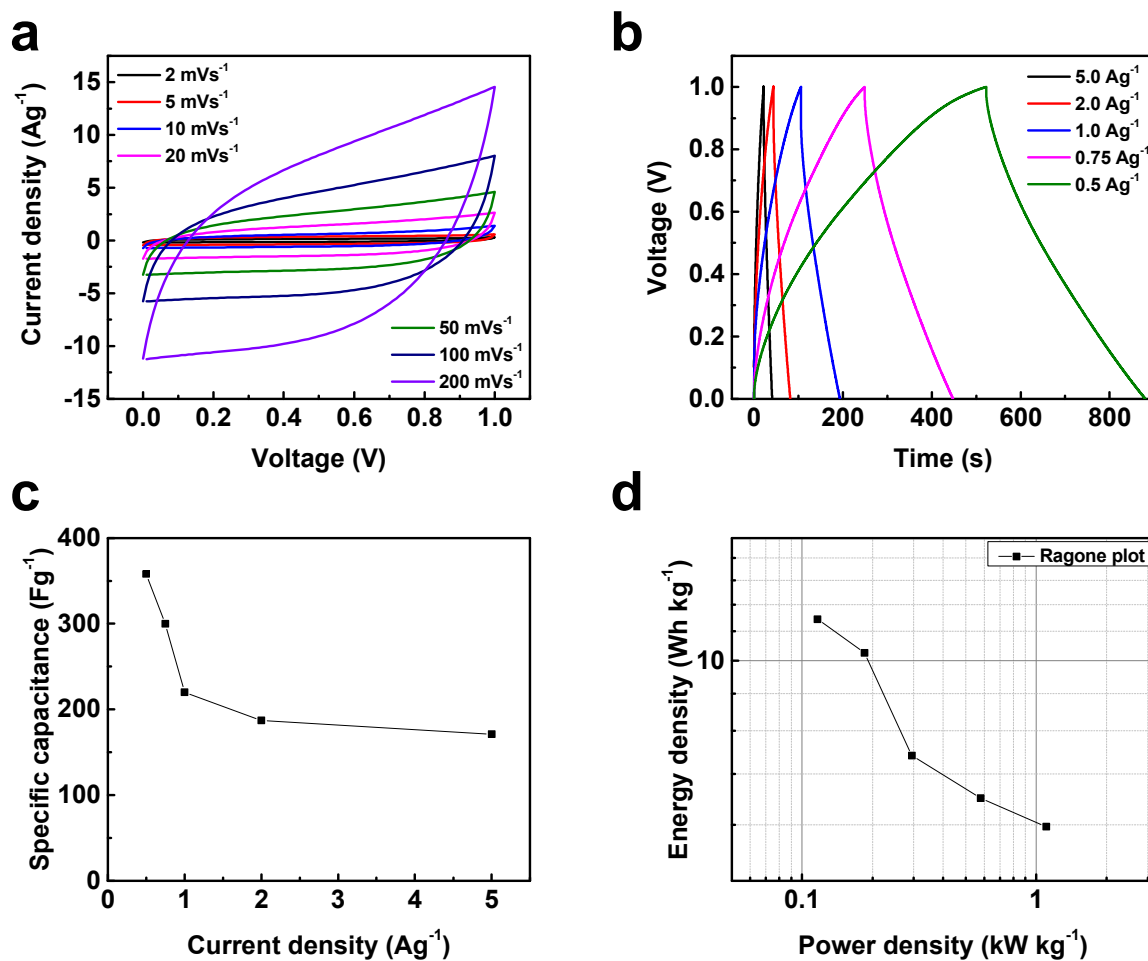 a
Current density (Ag⁻¹)
15
10
5
0
-5
-10
-15
2 mVs⁻¹
5 mVs⁻¹
10 mVs⁻¹
20 mVs⁻¹
50 mVs⁻¹
100 mVs⁻¹
200 mVs⁻¹
0.0 0.2 0.4 0.6 0.8 1.0
Voltage (V)
b
Voltage (V)
1.0
0.8
0.6
0.4
0.2
0.0
5.0 Ag⁻¹
2.0 Ag⁻¹
1.0 Ag⁻¹
0.75 Ag⁻¹
0.5 Ag⁻¹
0 200 400 600 800
Time (s)
c
Specific capacitance (Fg⁻¹)
400
300
200
100
0
0 1 2 3 4 5
Current density (Ag⁻¹)
d
Energy density (Wh kg⁻¹)
10
Ragone plot
0.1 1
Power density (kW kg⁻¹)